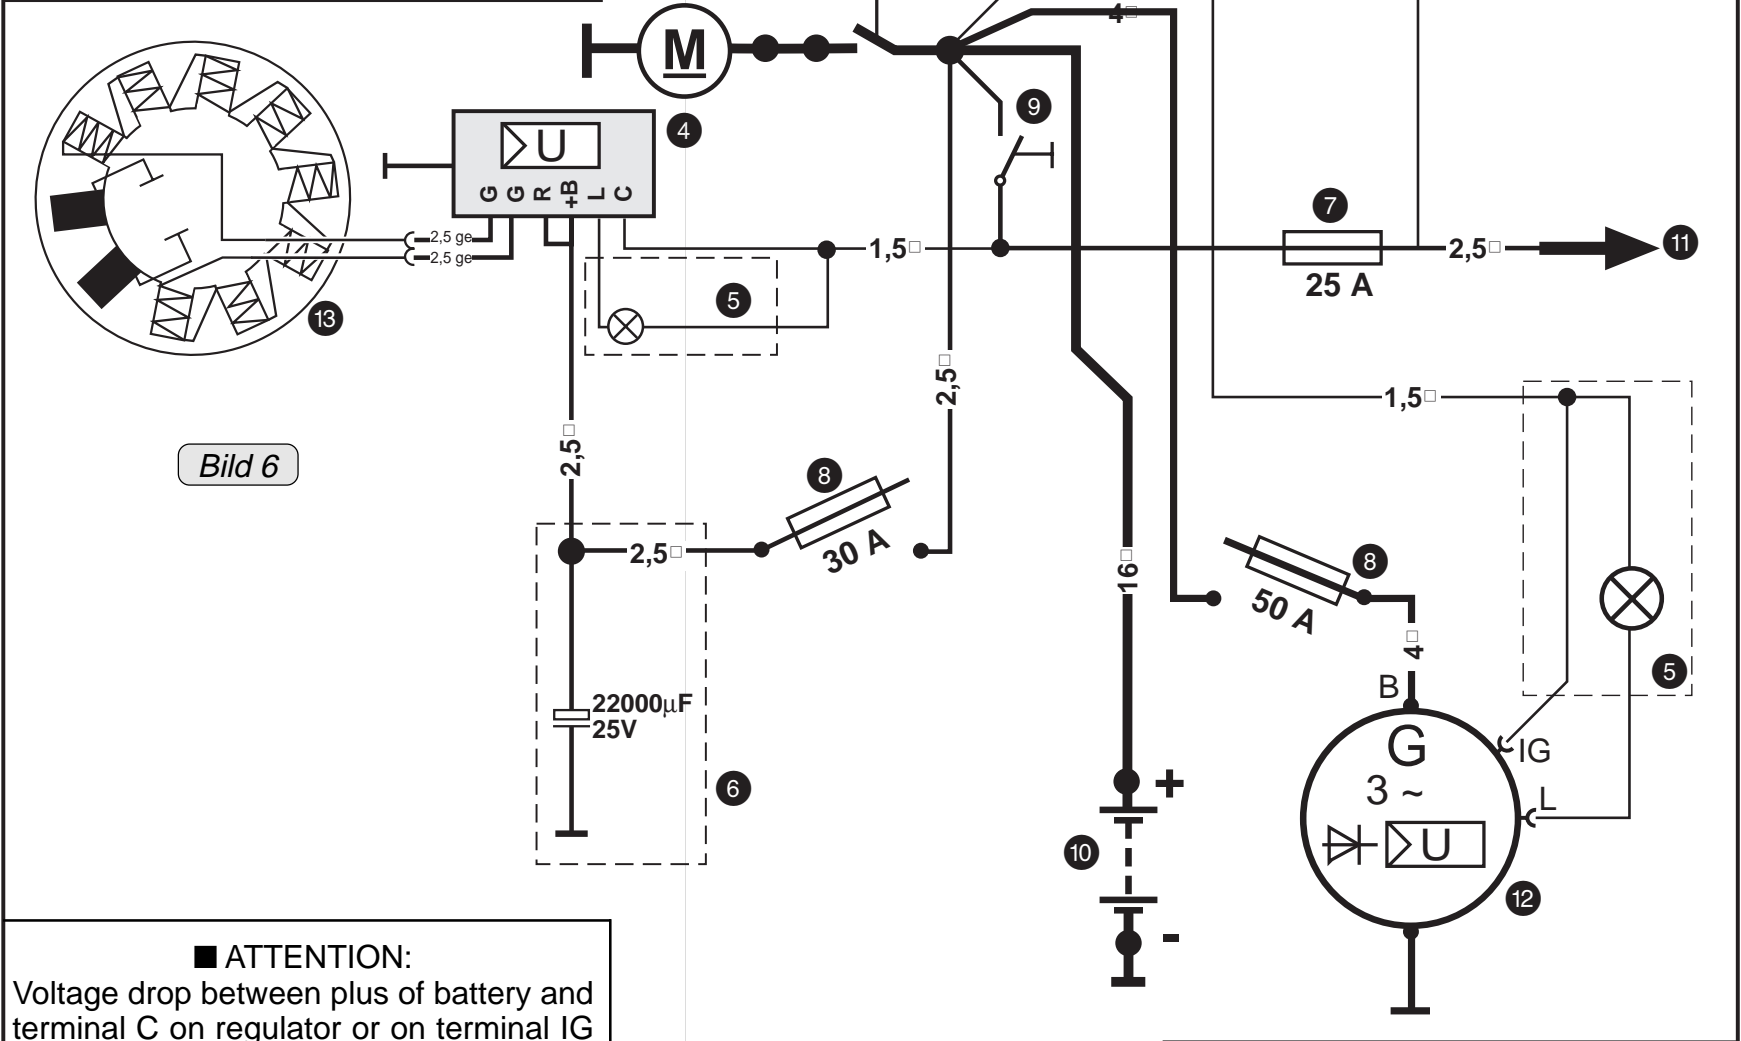 4□
M
9
4
U
G G R +B L C
7
2,5 ge
1,5□
2,5□
11
2,5 ge
25 A
5
13
2,5□
1,5□
2,5□
Bild 6
8
30 A
2,5□
16□
8
50 A
4□
5
B
22000µF
25V
G
IG
3 ~
L
6
+
U
10
12
-
■ ATTENTION:
Voltage drop between plus of battery and
terminal C on regulator or on terminal IG